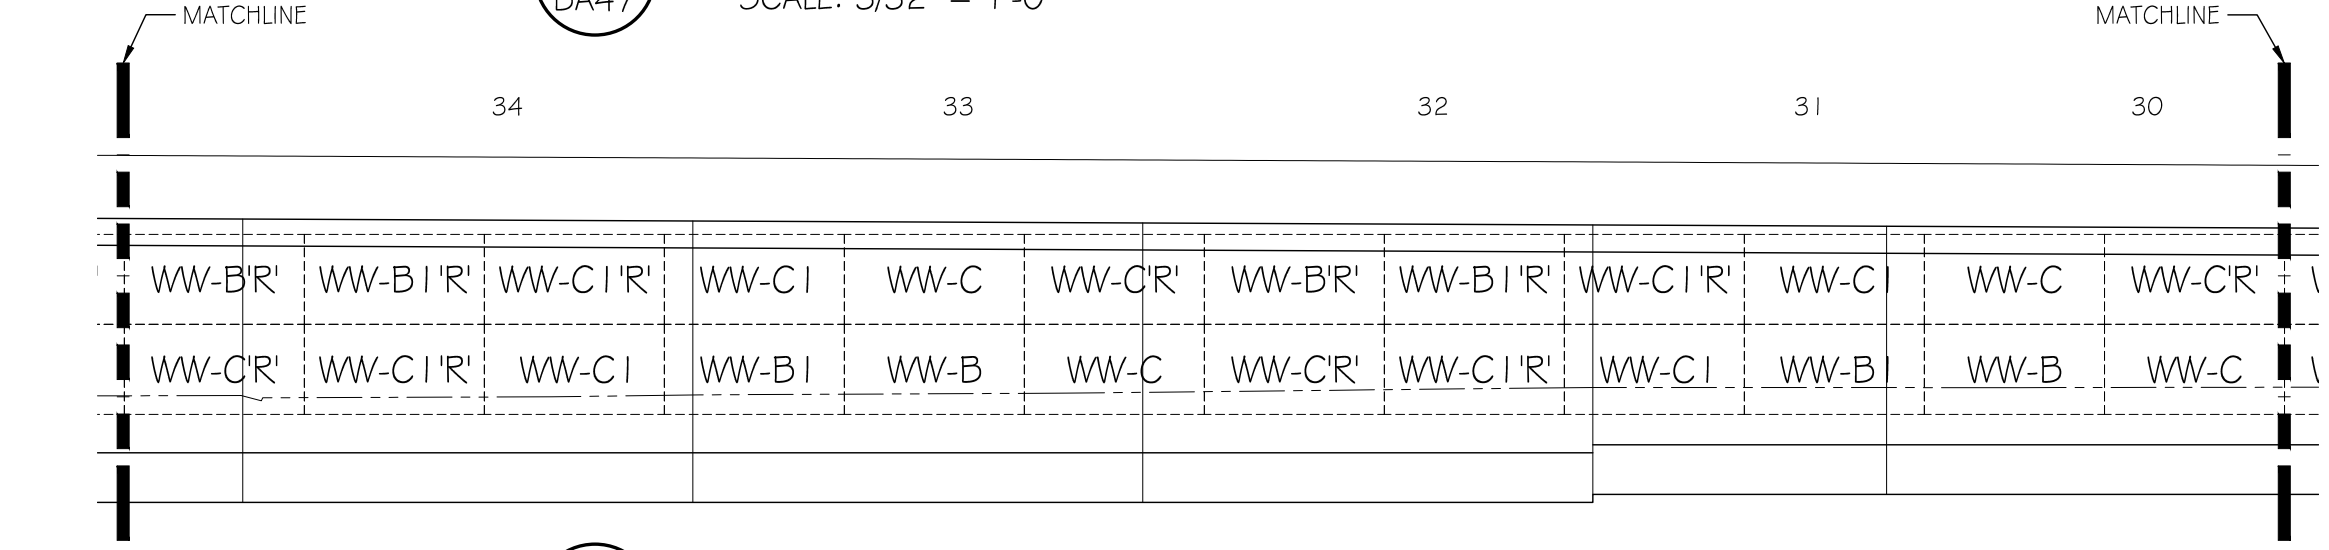 MATCHLINE MATCHLINE
34 33 32 31 30
WW-B'R' WW-B1'R' WW-C1'R' WW-C1 WW-C WW-C'R' WW-B'R' WW-B1'R' WW-C1'R' WW-C1 WW-C WW-C'R'
WW-C'R' WW-C1'R' WW-C1 WW-B1 WW-B WW-C WW-C'R' WW-C1'R' WW-C1 WW-B1 WW-B WW-C